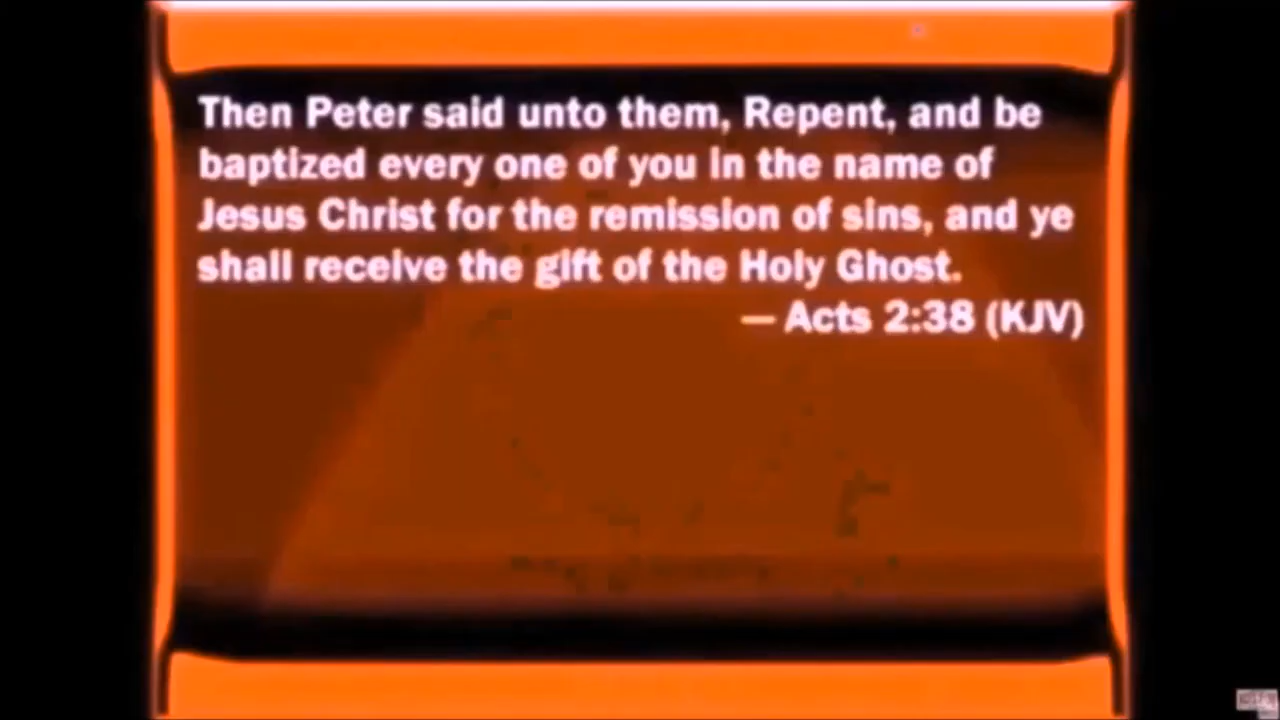 Then Peter said unto them, Repent, and be
baptized every one of you in the name of
Jesus Christ for the remission of sins, and ye
shall receive the gift of the Holy Ghost.
— Acts 2:38 (KJV)